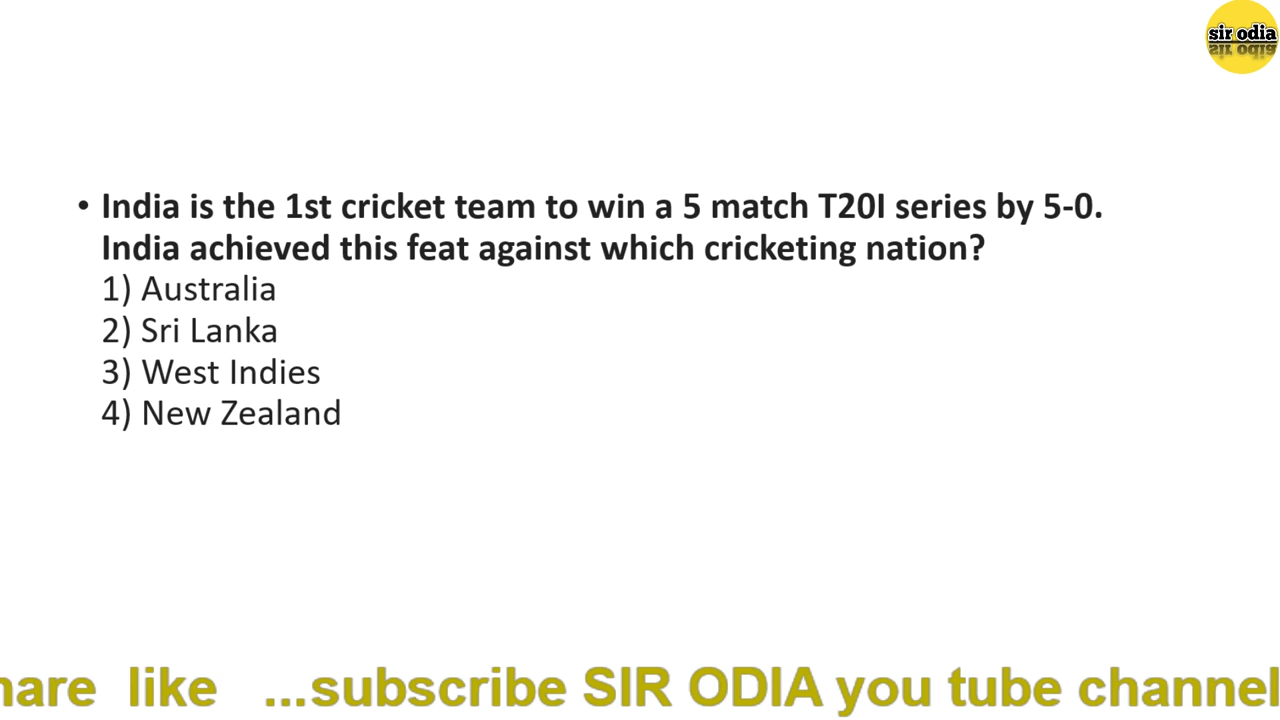 sir odia
• India is the 1st cricket team to win a 5 match T20I series by 5-0.
India achieved this feat against which cricketing nation?
1) Australia
2) Sri Lanka
3) West Indies
4) New Zealand
hare like ...subscribe SIR ODIA you tube channel